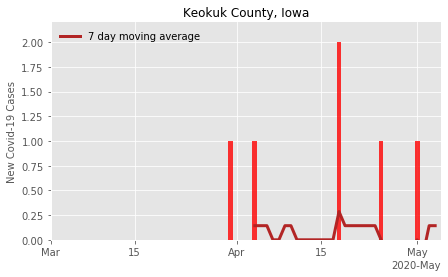 Keokuk County, Iowa
7 day moving average
New Covid-19 Cases
2.00
1.75
1.50
1.25
1.00
0.75
0.50
0.25
0.00
Mar 15 Apr 15 May
2020-May